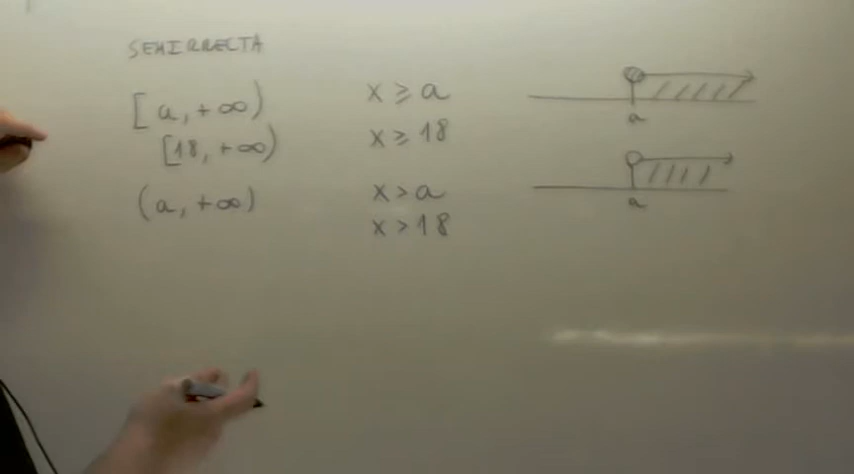 SEMIRRECTA
[a, +∞) x ⩾ a
a
[18, +∞) x ⩾ 18
(a, +∞) x > a
a
x > 18